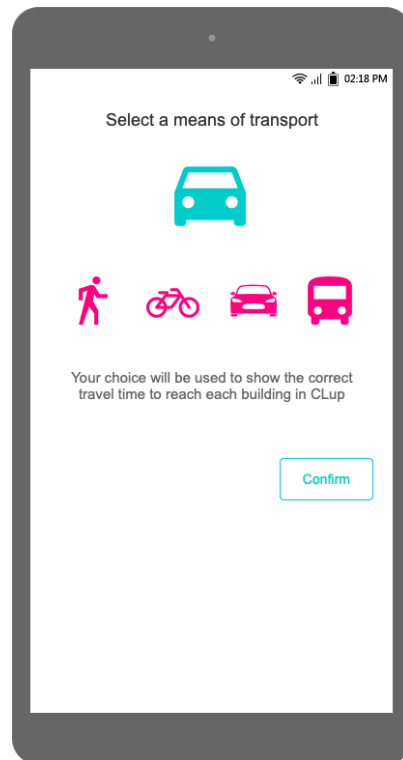 02:18 PM
Select a means of transport
Your choice will be used to show the correct
travel time to reach each building in CLup
Confirm